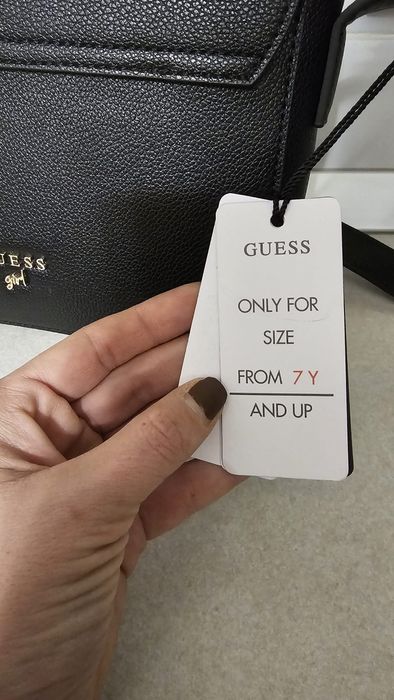 UESS
girl
GUESS
ONLY FOR
SIZE
FROM 7 Y
AND UP